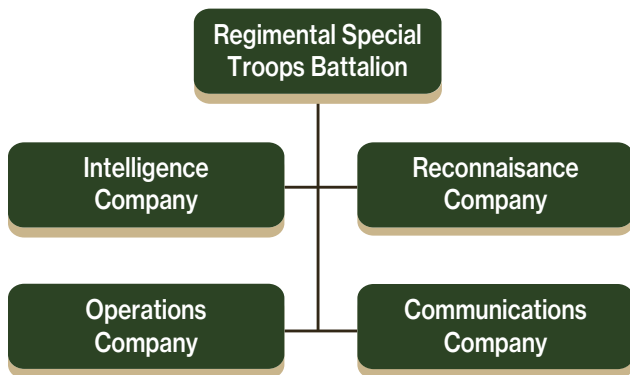 Regimental Special
Troops Battalion
Intelligence
Company
Reconnaisance
Company
Operations
Company
Communications
Company